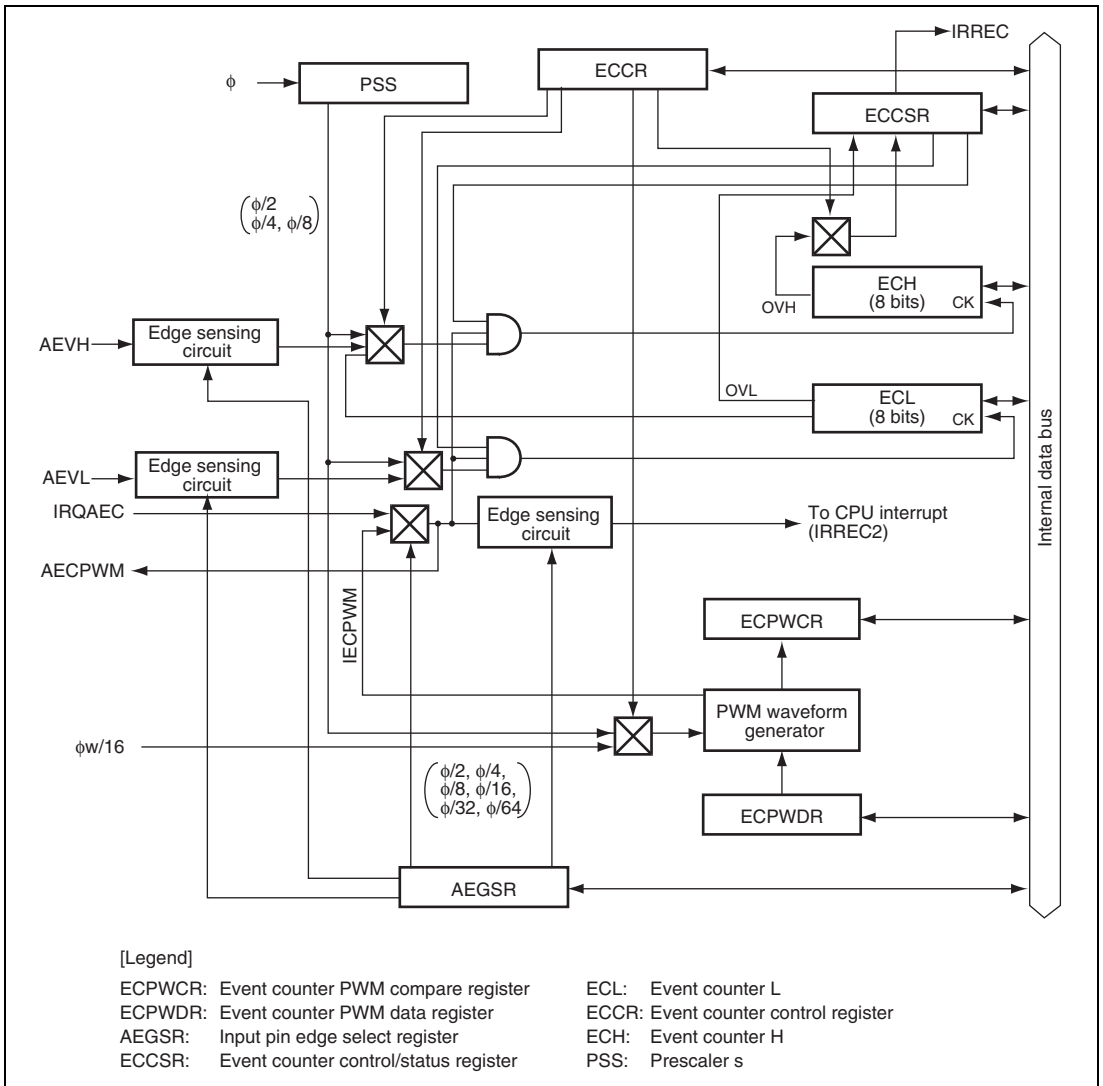 IRREC
ECCR
φ
PSS
ECCSR
(φ/2
φ/4, φ/8)
ECH
(8 bits)
CK
OVH
AEVH
Edge sensing
circuit
OVL
ECL
(8 bits)
CK
AEVL
Edge sensing
circuit
IRQAEC
Edge sensing
circuit
To CPU interrupt
(IRREC2)
AECPWM
IECPWM
Internal data bus
ECPWCR
PWM waveform
generator
φw/16
(φ/2, φ/4,
φ/8, φ/16,
φ/32, φ/64)
ECPWDR
AEGSR
[Legend]
ECPWCR: Event counter PWM compare register
ECPWDR: Event counter PWM data register
AEGSR: Input pin edge select register
ECCSR: Event counter control/status register
ECL: Event counter L
ECCR: Event counter control register
ECH: Event counter H
PSS: Prescaler s